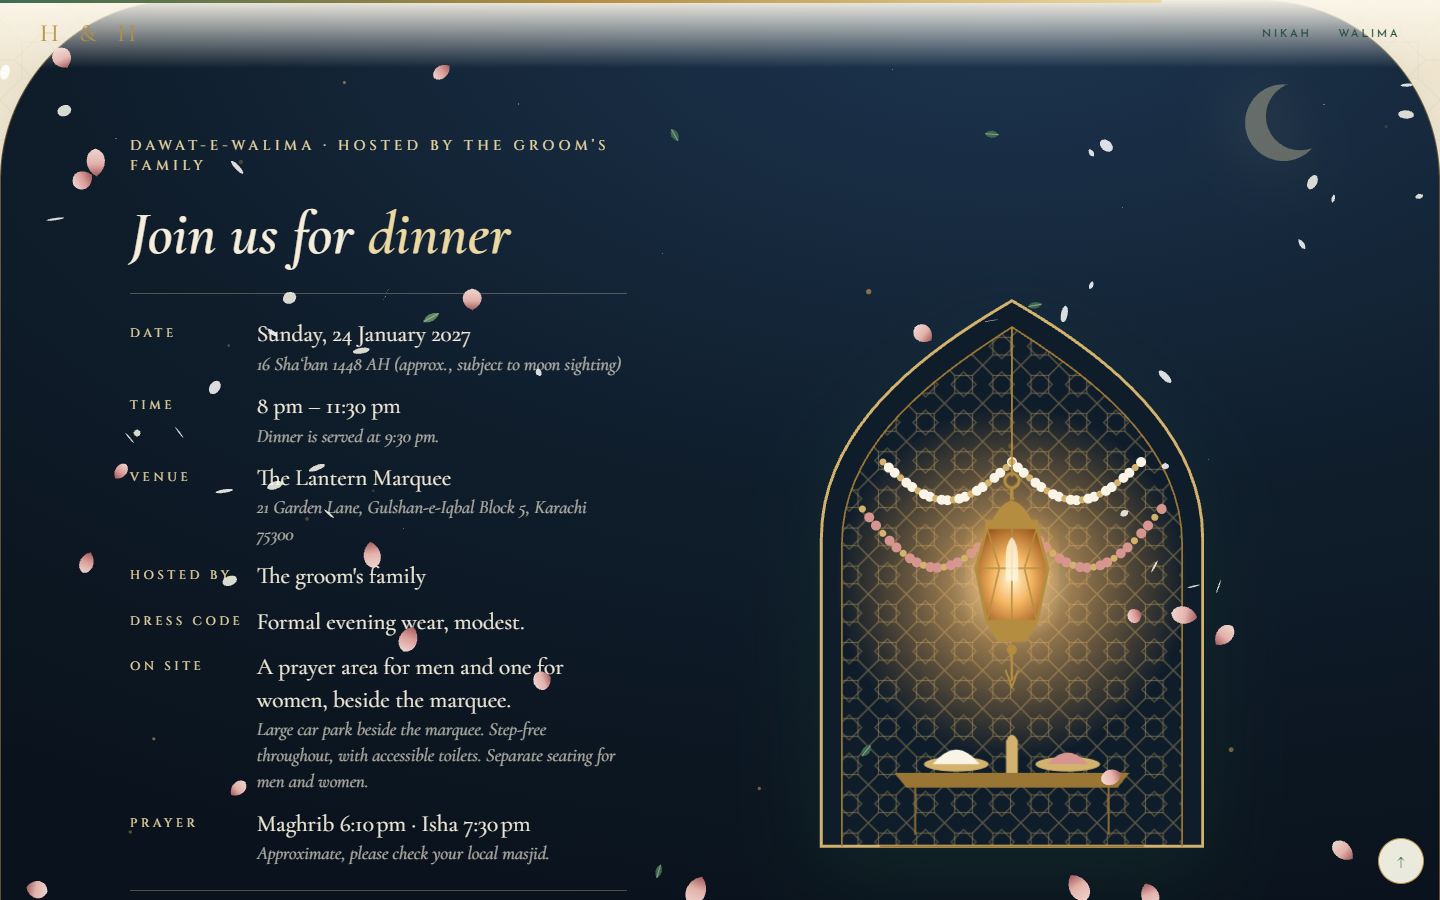 H & H
NIKAH WALIMA
DAWAT-E-WALIMA · HOSTED BY THE GROOM’S
FAMILY
Join us for dinner
DATE
Sunday, 24 January 2027
16 Sha‘ban 1448 AH (approx., subject to moon sighting)
TIME
8 pm – 11:30 pm
Dinner is served at 9:30 pm.
VENUE
The Lantern Marquee
21 Garden Lane, Gulshan-e-Iqbal Block 5, Karachi
75300
HOSTED BY
The groom's family
DRESS CODE
Formal evening wear, modest.
ON SITE
A prayer area for men and one for
women, beside the marquee.
Large car park beside the marquee. Step-free
throughout, with accessible toilets. Separate seating for
men and women.
PRAYER
Maghrib 6:10 pm · Isha 7:30 pm
Approximate, please check your local masjid.
↑